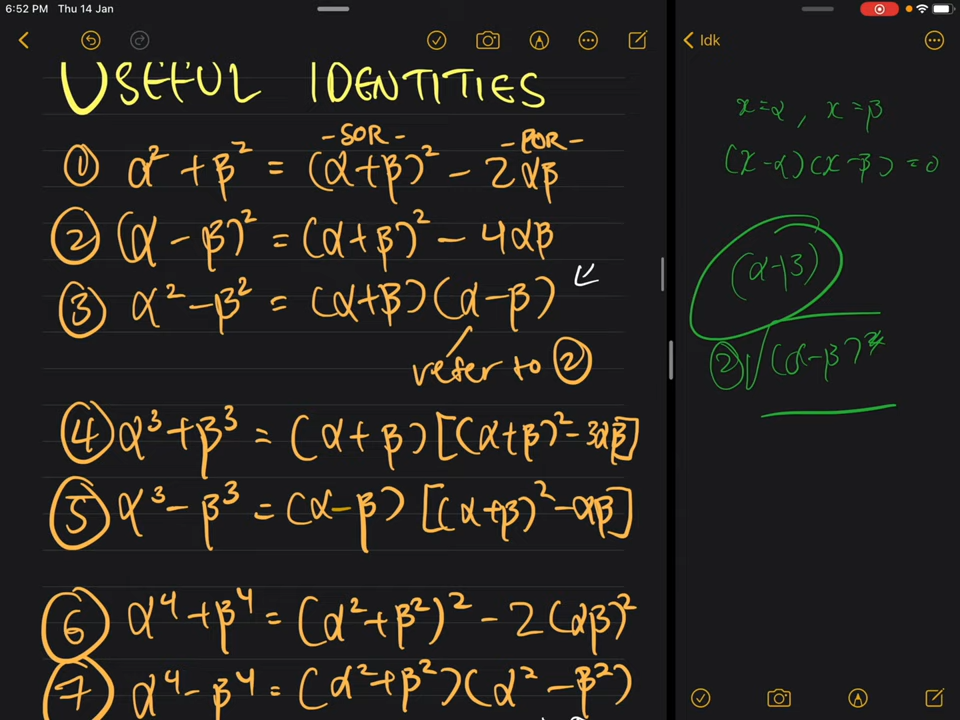 6:52 PM Thu 14 Jan
USEFUL IDENTITIES
-SOR- -POR-
① α² + β² = (α+β)² - 2αβ
② (α - β)² = (α+β)² - 4αβ
③ α² - β² = (α+β)(α-β)
refer to ②
④ α³ + β³ = (α + β)[(α+β)² - 3αβ]
⑤ α³ - β³ = (α - β) [(α+β)² - αβ]
⑥ α⁴ + β⁴ = (α² + β²)² - 2(αβ)²
⑦ α⁴ - β⁴ = (α² + β²)(α² - β²)
Idk
x = α , x = β
(x - α)(x - β) = 0
(α-β)
② √(α-β)²